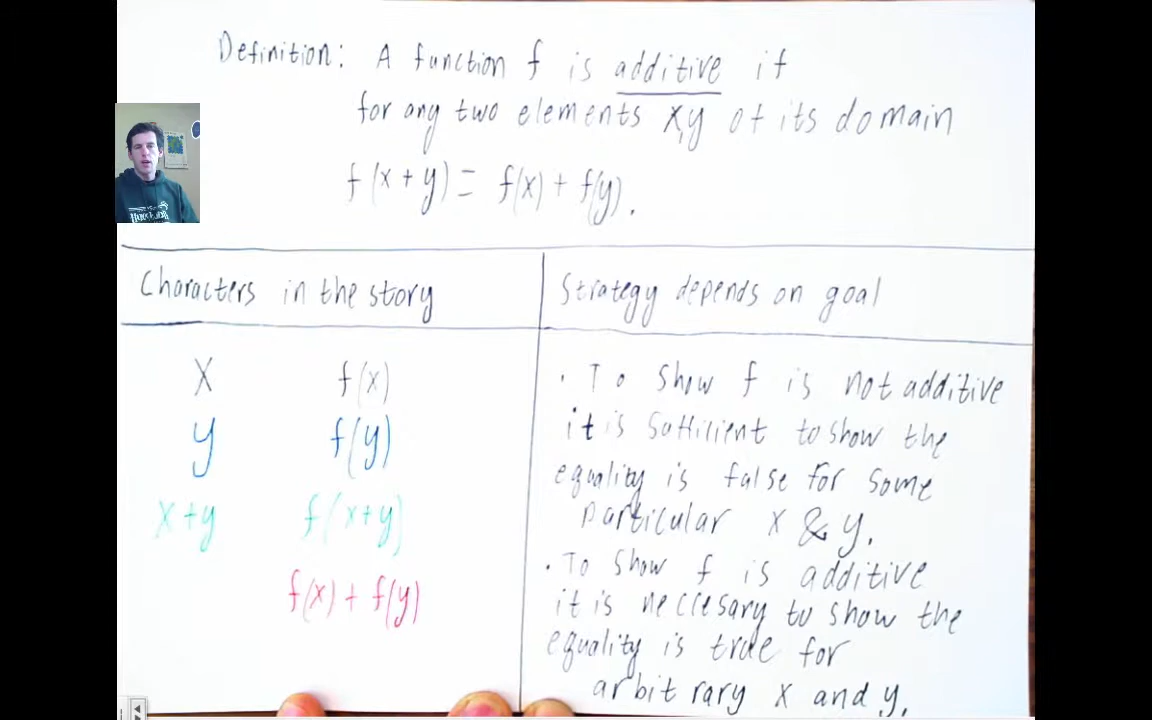 Definition: A function f is additive if
for any two elements x,y of its domain
f(x+y) = f(x) + f(y).
Characters in the story
x f(x)
y f(y)
x+y f(x+y)
f(x) + f(y)
Strategy depends on goal
. To show f is not additive
it is sufficient to show the
equality is false for some
particular x & y.
. To show f is additive
it is neccesary to show the
equality is true for
arbitrary x and y.